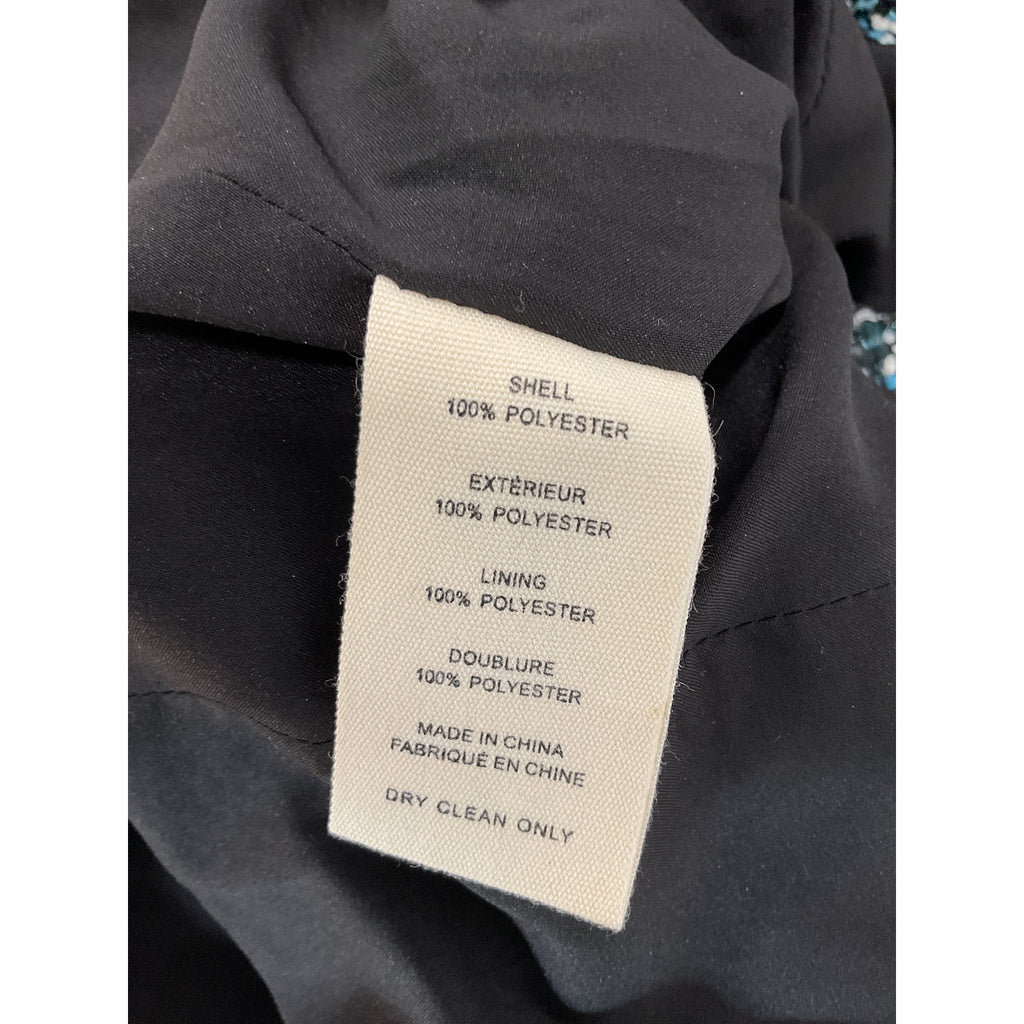 SHELL
100% POLYESTER
EXTÉRIEUR
100% POLYESTER
LINING
100% POLYESTER
DOUBLURE
100% POLYESTER
MADE IN CHINA
FABRIQUÉ EN CHINE
DRY CLEAN ONLY